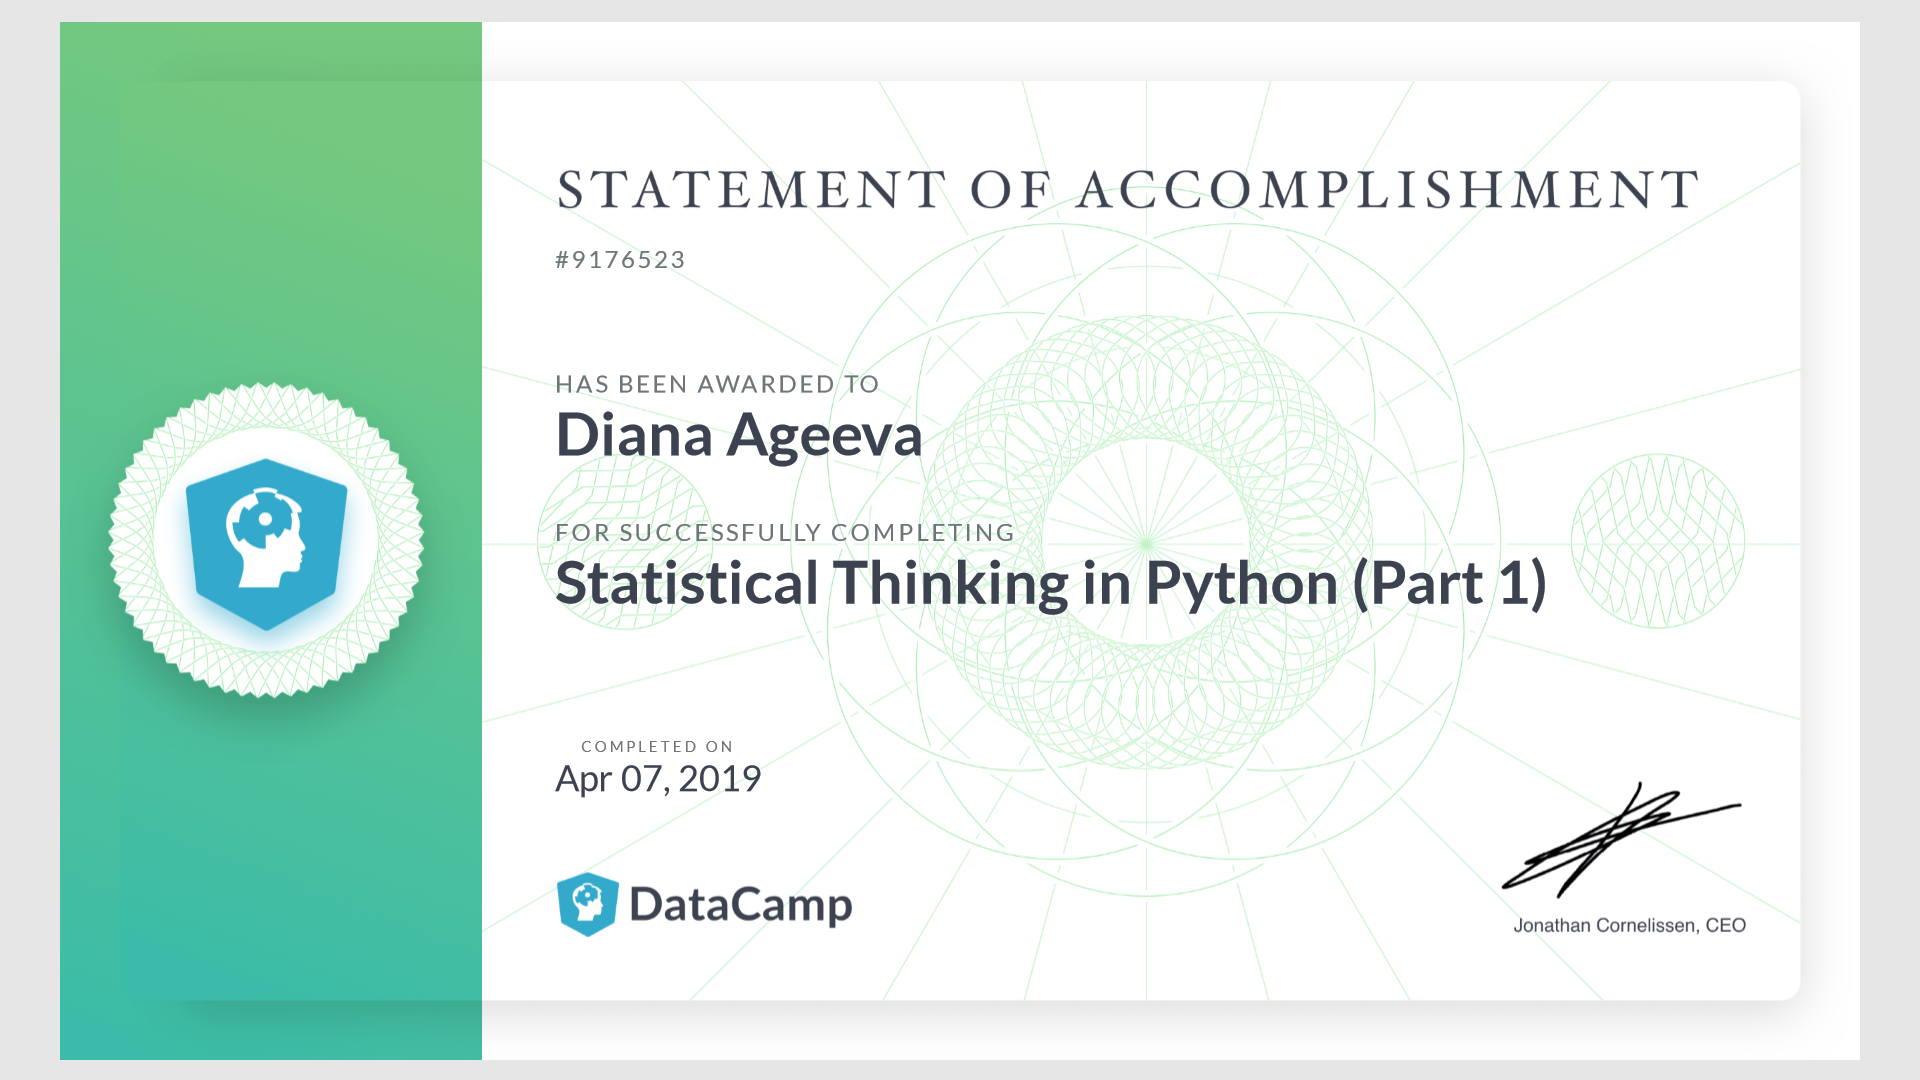 STATEMENT OF ACCOMPLISHMENT
#9176523
HAS BEEN AWARDED TO
Diana Ageeva
FOR SUCCESSFULLY COMPLETING
Statistical Thinking in Python (Part 1)
COMPLETED ON
Apr 07, 2019
DataCamp
Jonathan Cornelissen, CEO